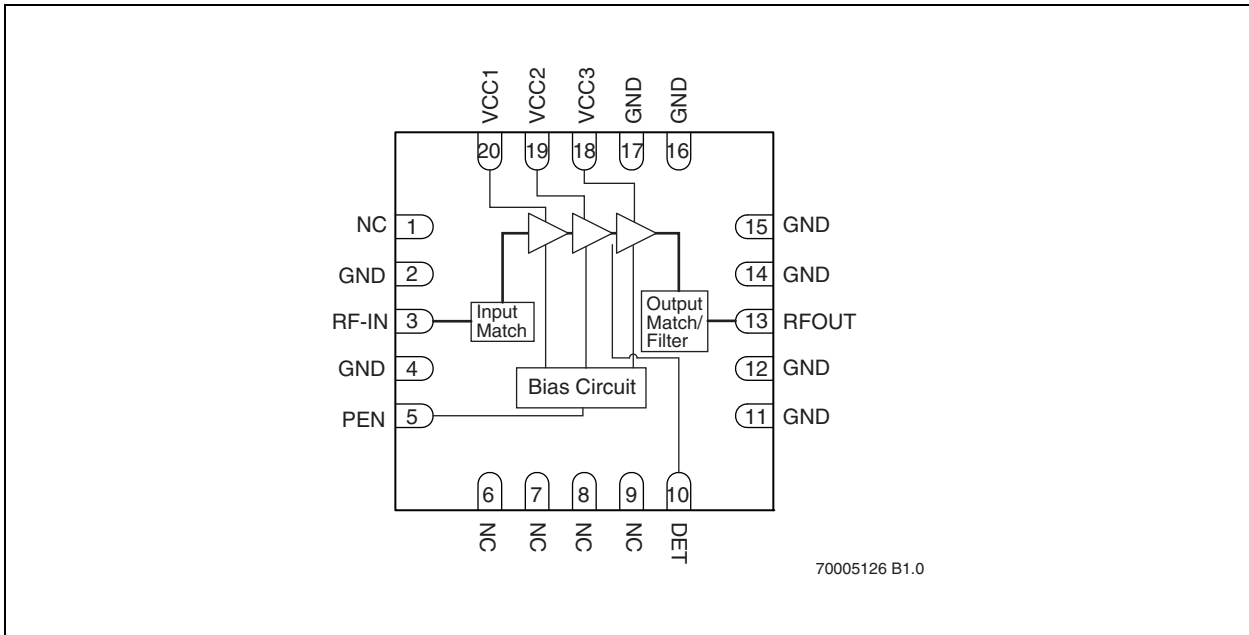 VCC1
VCC2
VCC3
GND
GND
20
19
18
17
16
NC 1
15 GND
GND 2
14 GND
RF-IN 3
Input
Match
Output
Match/
Filter
13 RFOUT
GND 4
12 GND
Bias Circuit
PEN 5
11 GND
6
7
8
9
10
NC
NC
NC
NC
DET
70005126 B1.0